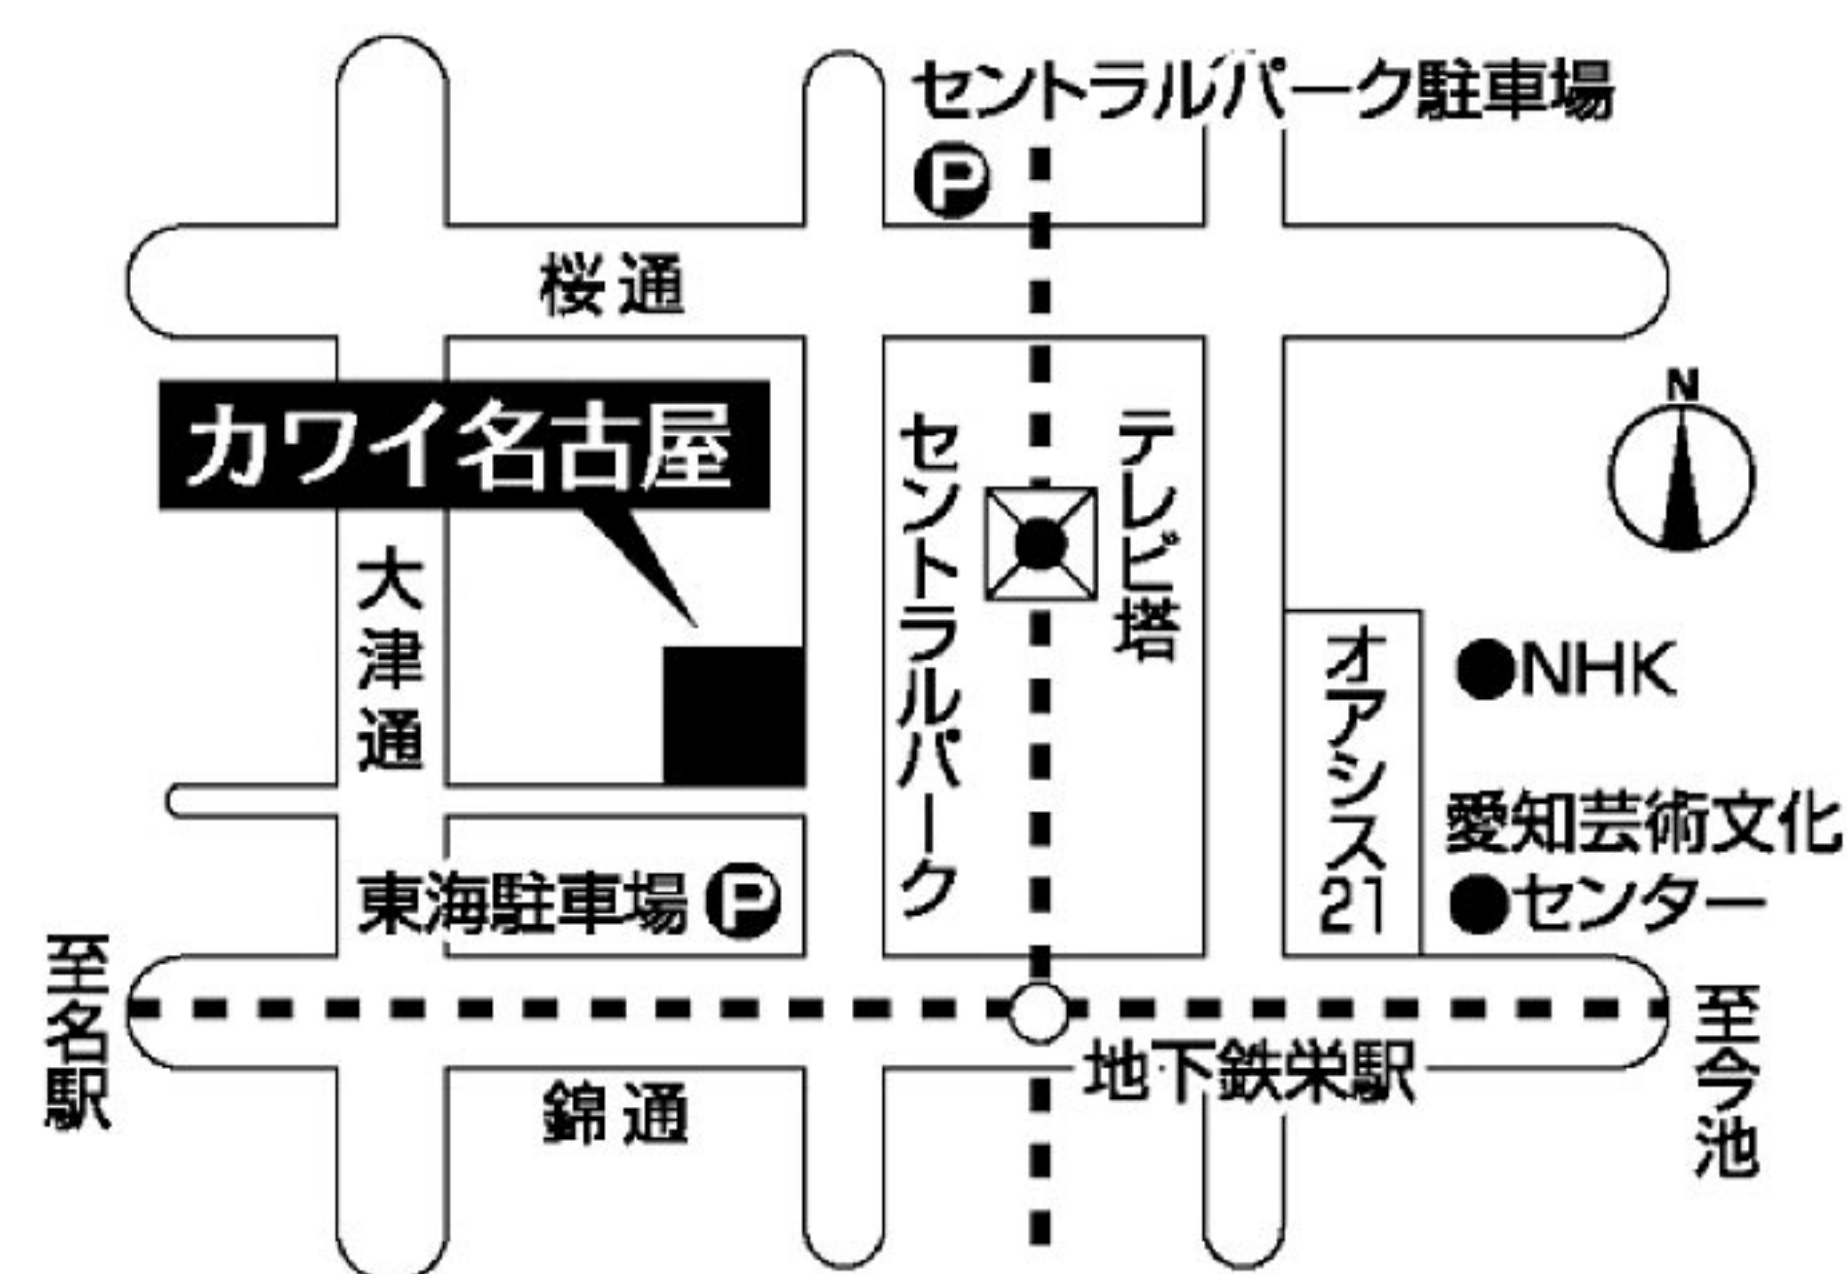 セントラルパーク駐車場
P
桜通
N
カワイ名古屋
テレビ塔
セントラルパーク
大津通
オアシス21
NHK
愛知芸術文化
センター
東海駐車場 P
至名駅
至今池
地下鉄栄駅
錦通